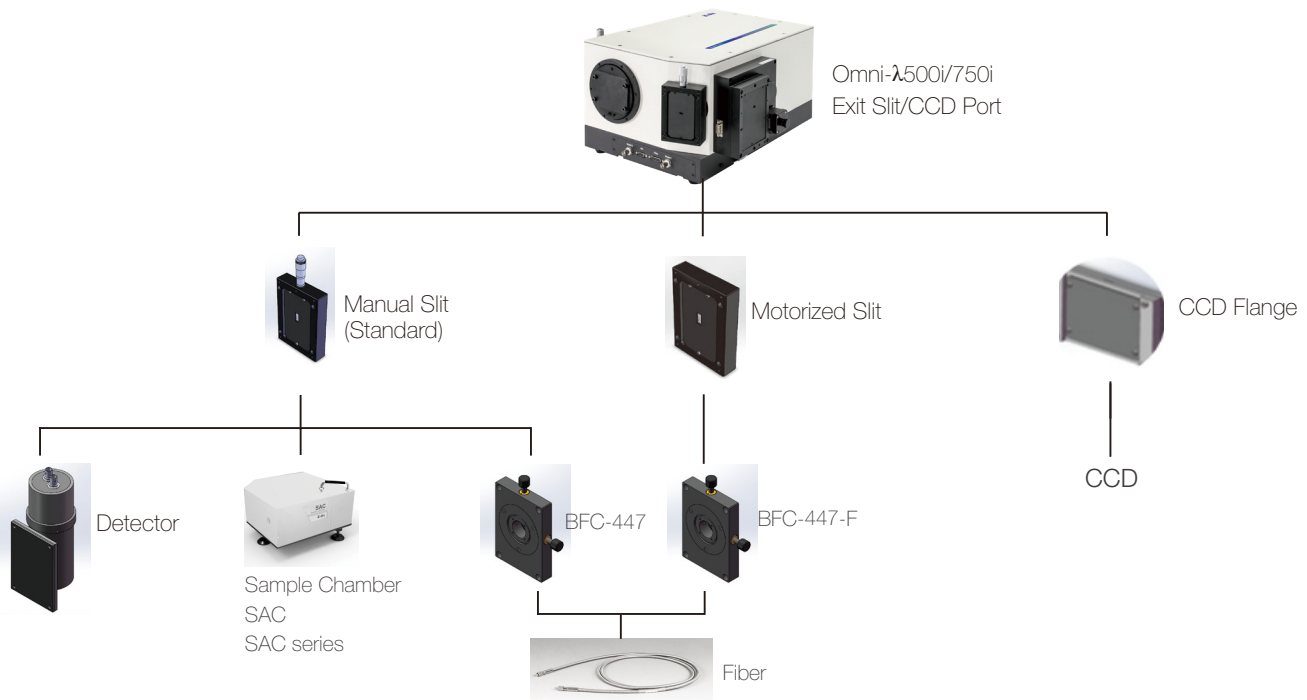 Omni-λ500i/750i
Exit Slit/CCD Port
Manual Slit
(Standard)
Motorized Slit
CCD Flange
Detector
SAC
Sample Chamber
SAC
SAC series
BFC-447
BFC-447-F
CCD
Fiber